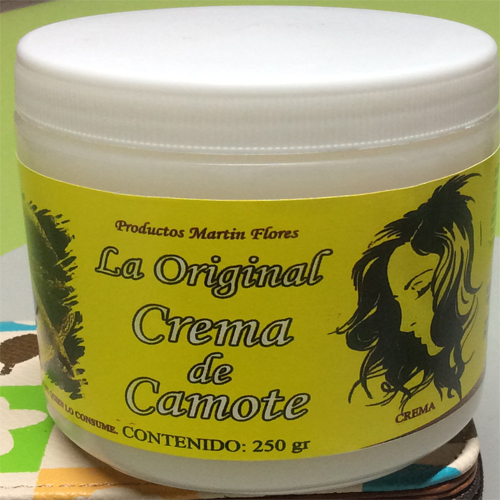 Productos Martin Flores
La Original
Crema
de
Camote
LO CONSUME.
CONTENIDO: 250 gr
CREMA